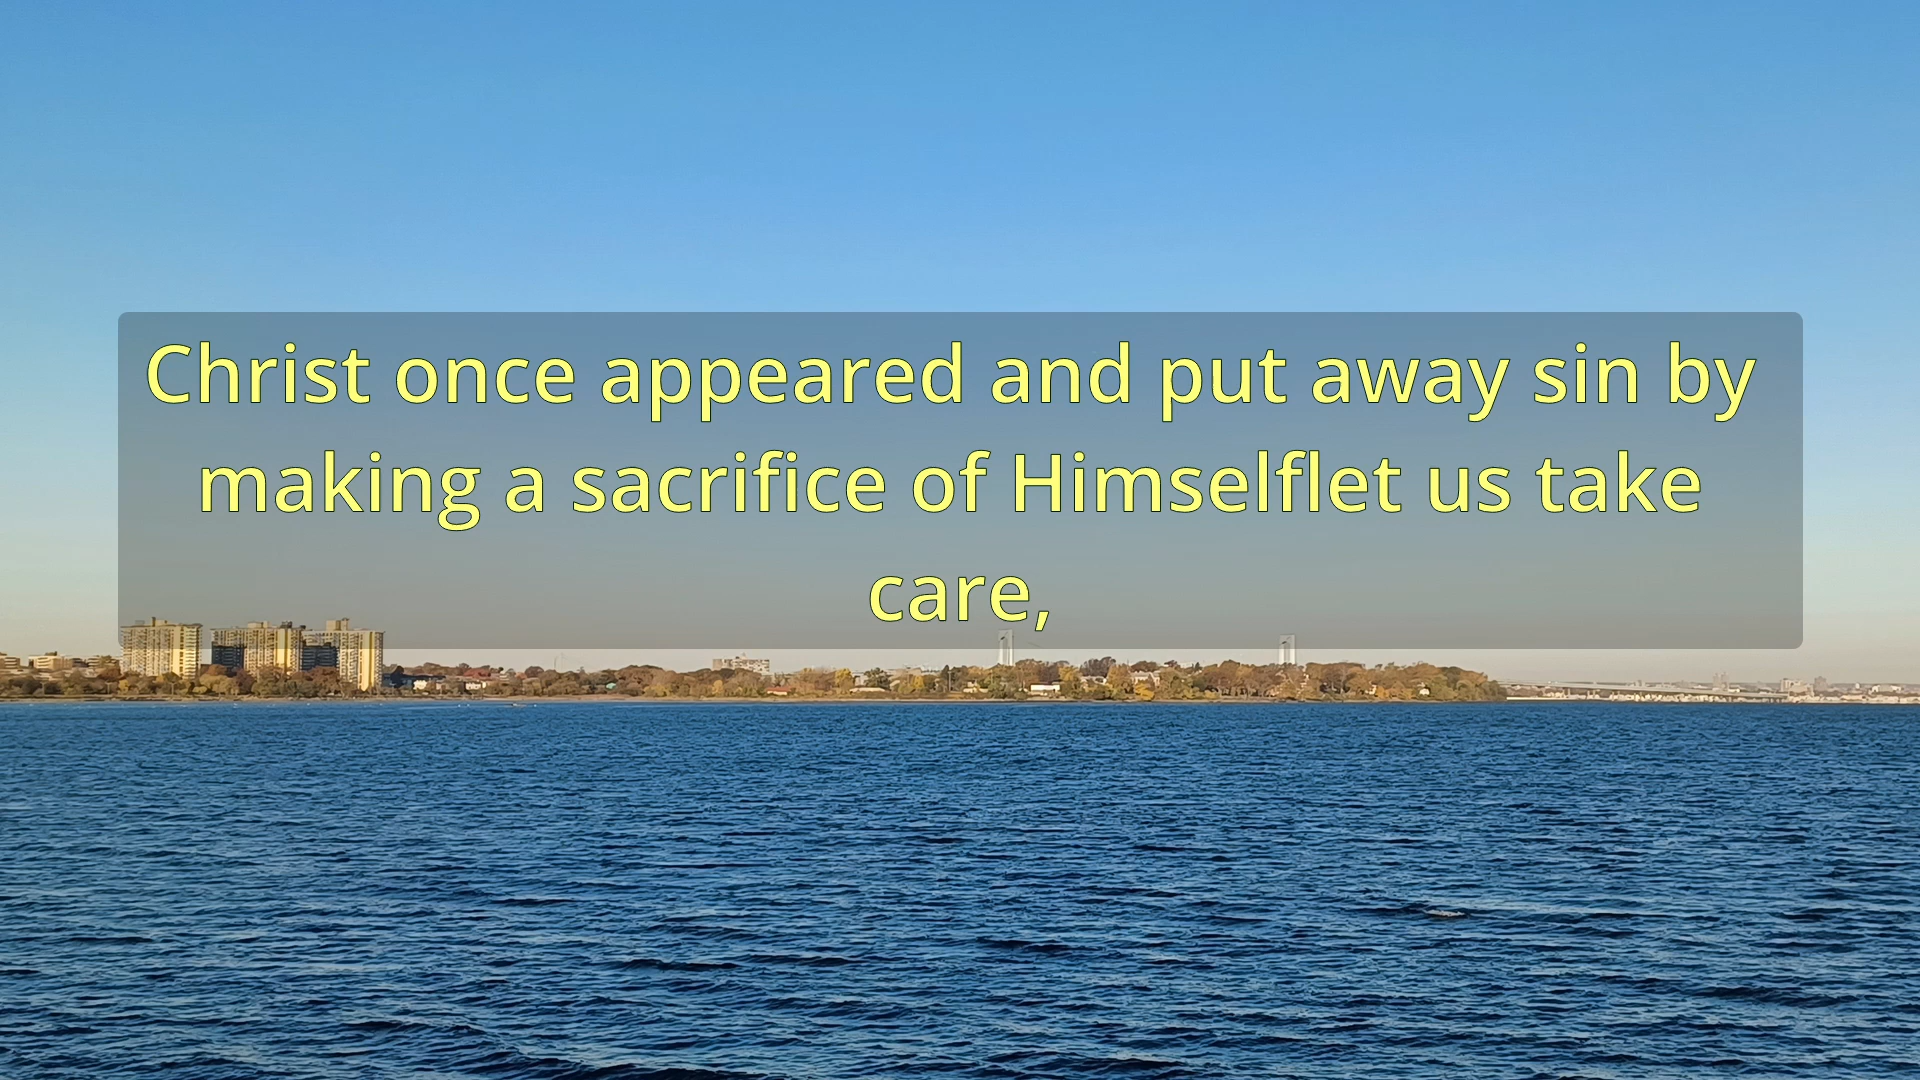 Christ once appeared and put away sin by
making a sacrifice of Himselflet us take
care,